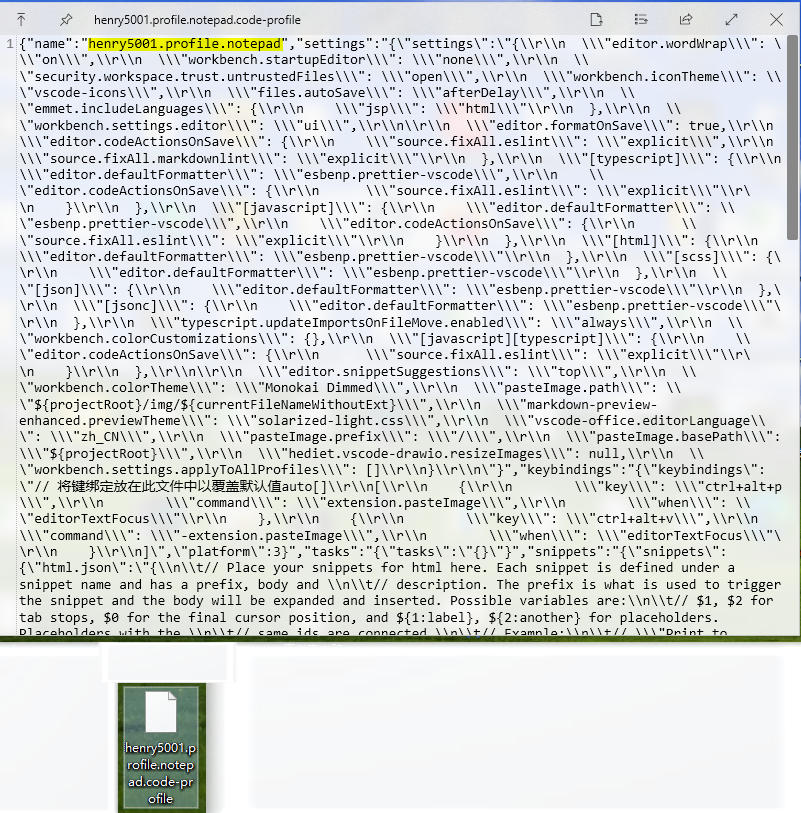 henry5001.profile.notepad.code-profile
1 {"name":"henry5001.profile.notepad","settings":"{\"settings\":\"{\\r\\n  \\\"editor.wordWrap\\\": \
\\"on\\\",\\r\\n  \\\"workbench.startupEditor\\\": \\\"none\\\",\\r\\n  \\
\"security.workspace.trust.untrustedFiles\\\": \\\"open\\\",\\r\\n  \\\"workbench.iconTheme\\\": \\
\"vscode-icons\\\",\\r\\n  \\\"files.autoSave\\\": \\\"afterDelay\\\",\\r\\n  \\
\"emmet.includeLanguages\\\": {\\r\\n    \\\"jsp\\\": \\\"html\\\"\\r\\n  },\\r\\n  \\
\"workbench.settings.editor\\\": \\\"ui\\\",\\r\\n\\r\\n  \\\"editor.formatOnSave\\\": true,\\r\\n
\\\"editor.codeActionsOnSave\\\": {\\r\\n    \\\"source.fixAll.eslint\\\": \\\"explicit\\\",\\r\\n
\\\"source.fixAll.markdownlint\\\": \\\"explicit\\\"\\r\\n  },\\r\\n  \\\"[typescript]\\\": {\\r\\n
\\\"editor.defaultFormatter\\\": \\\"esbenp.prettier-vscode\\\",\\r\\n    \\
\"editor.codeActionsOnSave\\\": {\\r\\n      \\\"source.fixAll.eslint\\\": \\\"explicit\\\"\\r\
\n    }\\r\\n  },\\r\\n  \\\"[javascript]\\\": {\\r\\n    \\\"editor.defaultFormatter\\\": \\
\"esbenp.prettier-vscode\\\",\\r\\n    \\\"editor.codeActionsOnSave\\\": {\\r\\n      \\
\"source.fixAll.eslint\\\": \\\"explicit\\\"\\r\\n    }\\r\\n  },\\r\\n  \\\"[html]\\\": {\\r\\n
\\\"editor.defaultFormatter\\\": \\\"esbenp.prettier-vscode\\\"\\r\\n  },\\r\\n  \\\"[scss]\\\": {\
\r\\n    \\\"editor.defaultFormatter\\\": \\\"esbenp.prettier-vscode\\\"\\r\\n  },\\r\\n  \\
\"[json]\\\": {\\r\\n    \\\"editor.defaultFormatter\\\": \\\"esbenp.prettier-vscode\\\"\\r\\n  },\
\r\\n  \\\"[jsonc]\\\": {\\r\\n    \\\"editor.defaultFormatter\\\": \\\"esbenp.prettier-vscode\\\"\
\r\\n  },\\r\\n  \\\"typescript.updateImportsOnFileMove.enabled\\\": \\\"always\\\",\\r\\n  \\
\"workbench.colorCustomizations\\\": {},\\r\\n  \\\"[javascript][typescript]\\\": {\\r\\n    \\
\"editor.codeActionsOnSave\\\": {\\r\\n      \\\"source.fixAll.eslint\\\": \\\"explicit\\\"\\r\
\n    }\\r\\n  },\\r\\n\\r\\n  \\\"editor.snippetSuggestions\\\": \\\"top\\\",\\r\\n  \\
\"workbench.colorTheme\\\": \\\"Monokai Dimmed\\\",\\r\\n  \\\"pasteImage.path\\\": \\
\"${projectRoot}/img/${currentFileNameWithoutExt}\\\",\\r\\n  \\\"markdown-preview-
enhanced.previewTheme\\\": \\\"solarized-light.css\\\",\\r\\n  \\\"vscode-office.editorLanguage\\
\": \\\"zh_CN\\\",\\r\\n  \\\"pasteImage.prefix\\\": \\\"/\\\",\\r\\n  \\\"pasteImage.basePath\\\":
\\\"${projectRoot}\\\",\\r\\n  \\\"hediet.vscode-drawio.resizeImages\\\": null,\\r\\n  \\
\"workbench.settings.applyToAllProfiles\\\": []\\r\\n}\\r\\n\"}","keybindings":"{\"keybindings\":
\"// 将键绑定放在此文件中以覆盖默认值auto[]\\r\\n[\\r\\n    {\\r\\n        \\\"key\\\": \\\"ctrl+alt+p
\\\",\\r\\n        \\\"command\\\": \\\"extension.pasteImage\\\",\\r\\n        \\\"when\\\": \\
\"editorTextFocus\\\"\\r\\n    },\\r\\n    {\\r\\n        \\\"key\\\": \\\"ctrl+alt+v\\\",\\r\\n
\\\"command\\\": \\\"-extension.pasteImage\\\",\\r\\n        \\\"when\\\": \\\"editorTextFocus\\\"\
\r\\n    }\\r\\n]\",\"platform\":3}","tasks":"{\"tasks\":\"{}\"}","snippets":"{\"snippets\":
{\"html.json\":\"{\\n\\t// Place your snippets for html here. Each snippet is defined under a
snippet name and has a prefix, body and \\n\\t// description. The prefix is what is used to trigger
the snippet and the body will be expanded and inserted. Possible variables are:\\n\\t// $1, $2 for
tab stops, $0 for the final cursor position, and ${1:label}, ${2:another} for placeholders.
Placeholders with the \\n\\t// same ids are connected.\\n\\t// Example:\\n\\t// \\\"Print to
henry5001.p
rofile.notep
ad.code-pr
ofile